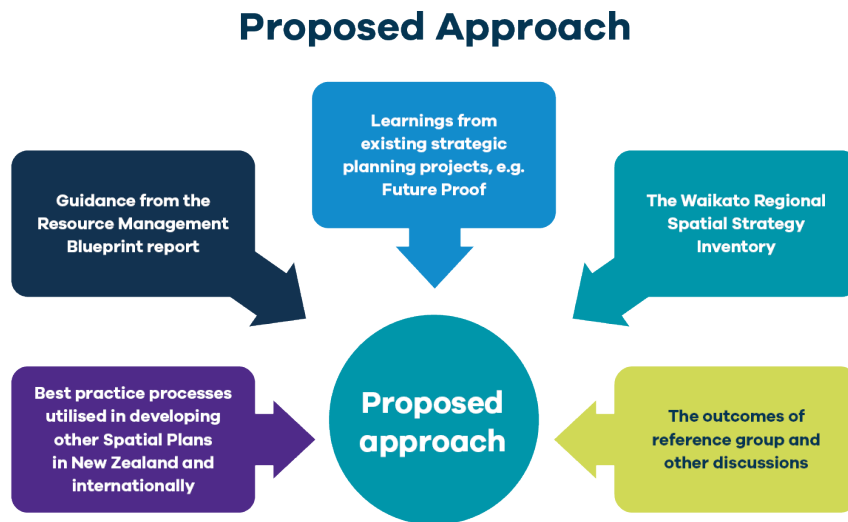 Proposed Approach
Learnings from
existing strategic
planning projects, e.g.
Future Proof
Guidance from the
Resource Management
Blueprint report
The Waikato Regional
Spatial Strategy
Inventory
Best practice processes
utilised in developing
other Spatial Plans
in New Zealand and
internationally
Proposed
approach
The outcomes of
reference group and
other discussions